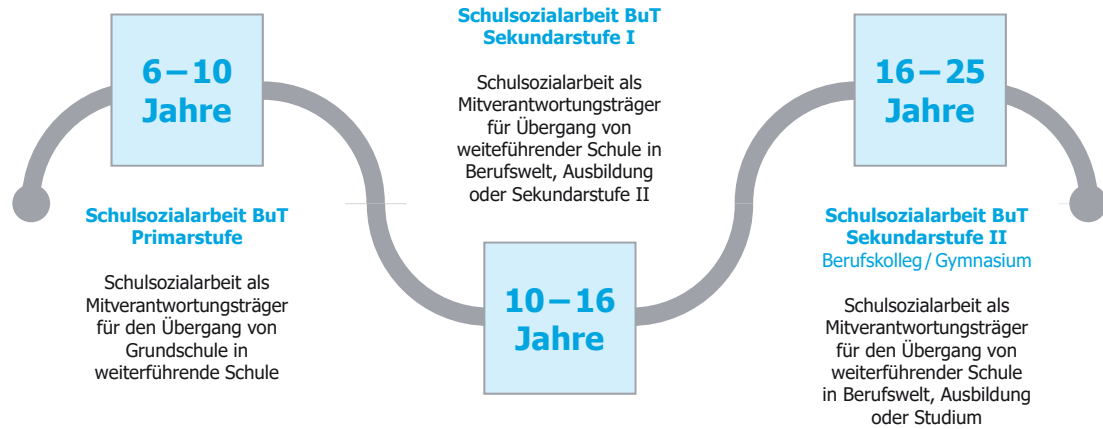 6–10
Jahre
Schulsozialarbeit BuT
Primarstufe
Schulsozialarbeit als
Mitverantwortungsträger
für den Übergang von
Grundschule in
weiterführende Schule
Schulsozialarbeit BuT
Sekundarstufe I
Schulsozialarbeit als
Mitverantwortungsträger
für Übergang von
weiteführender Schule in
Berufswelt, Ausbildung
oder Sekundarstufe II
10–16
Jahre
16–25
Jahre
Schulsozialarbeit BuT
Sekundarstufe II
Berufskolleg / Gymnasium
Schulsozialarbeit als
Mitverantwortungsträger
für den Übergang von
weiterführender Schule
in Berufswelt, Ausbildung
oder Studium